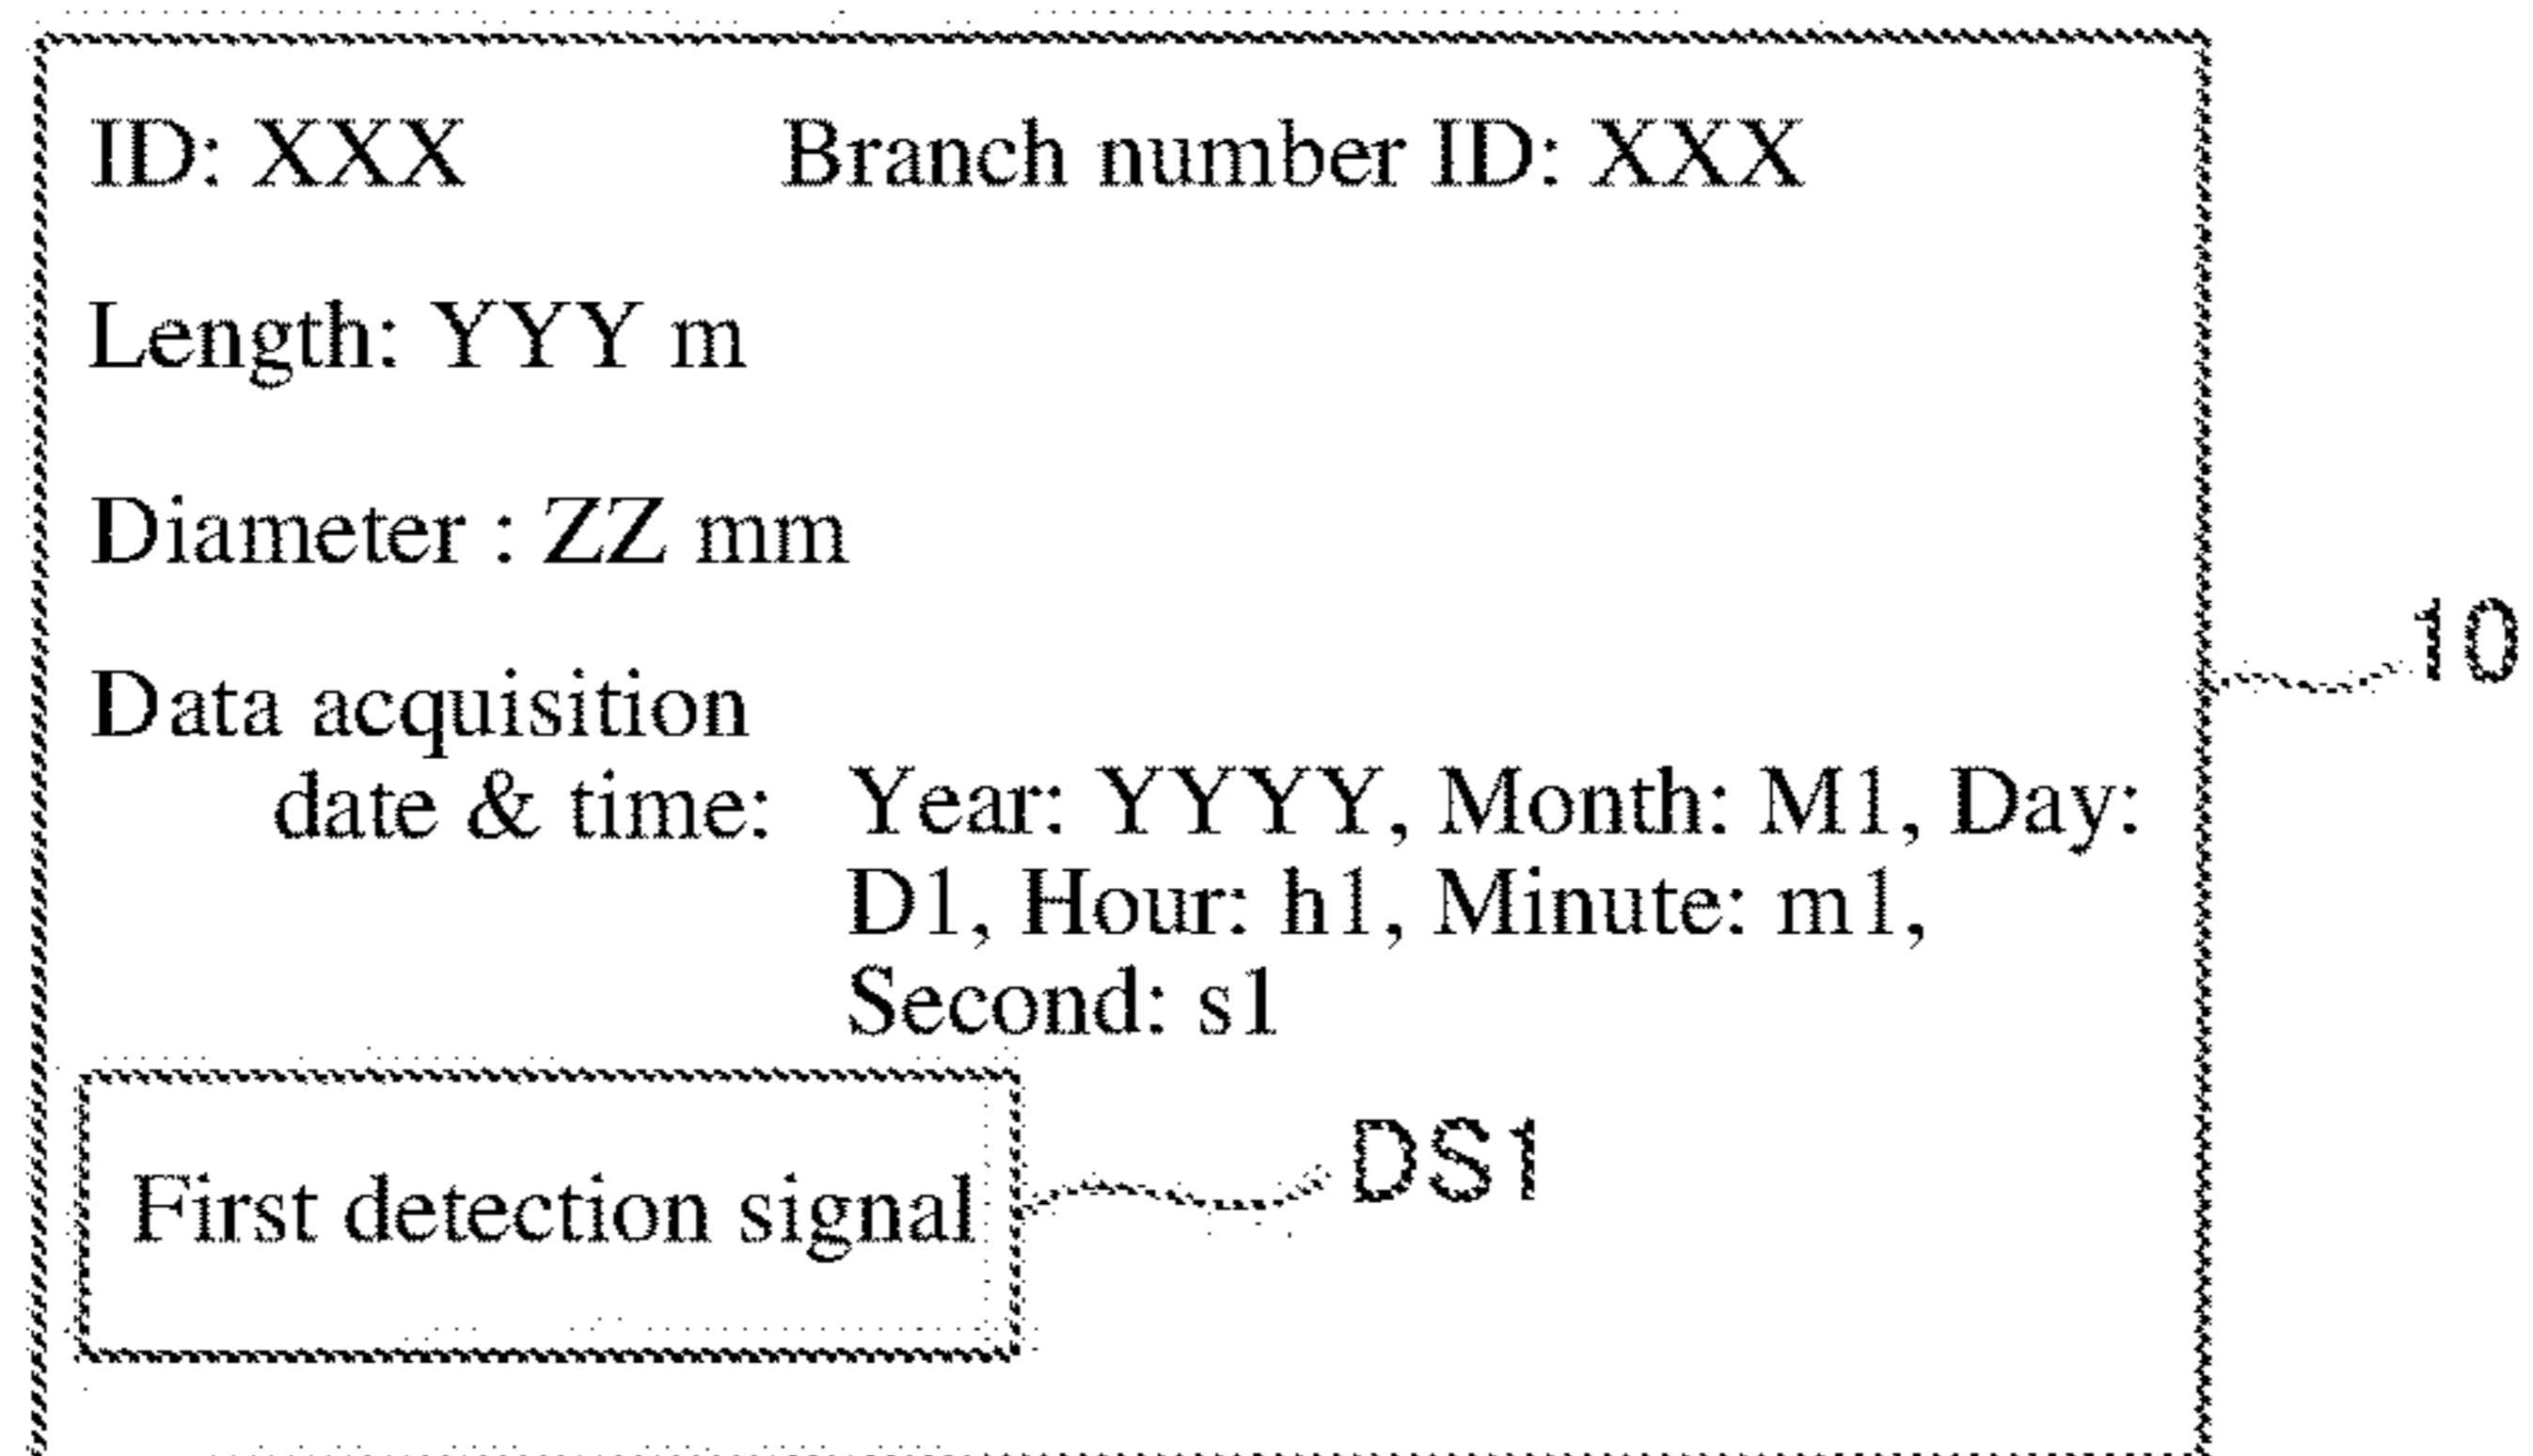 ID: XXX Branch number ID: XXX
Length: YYY m
Diameter : ZZ mm
10
Data acquisition
date & time: Year: YYYY, Month: M1, Day:
D1, Hour: h1, Minute: m1,
Second: s1
First detection signal DS1